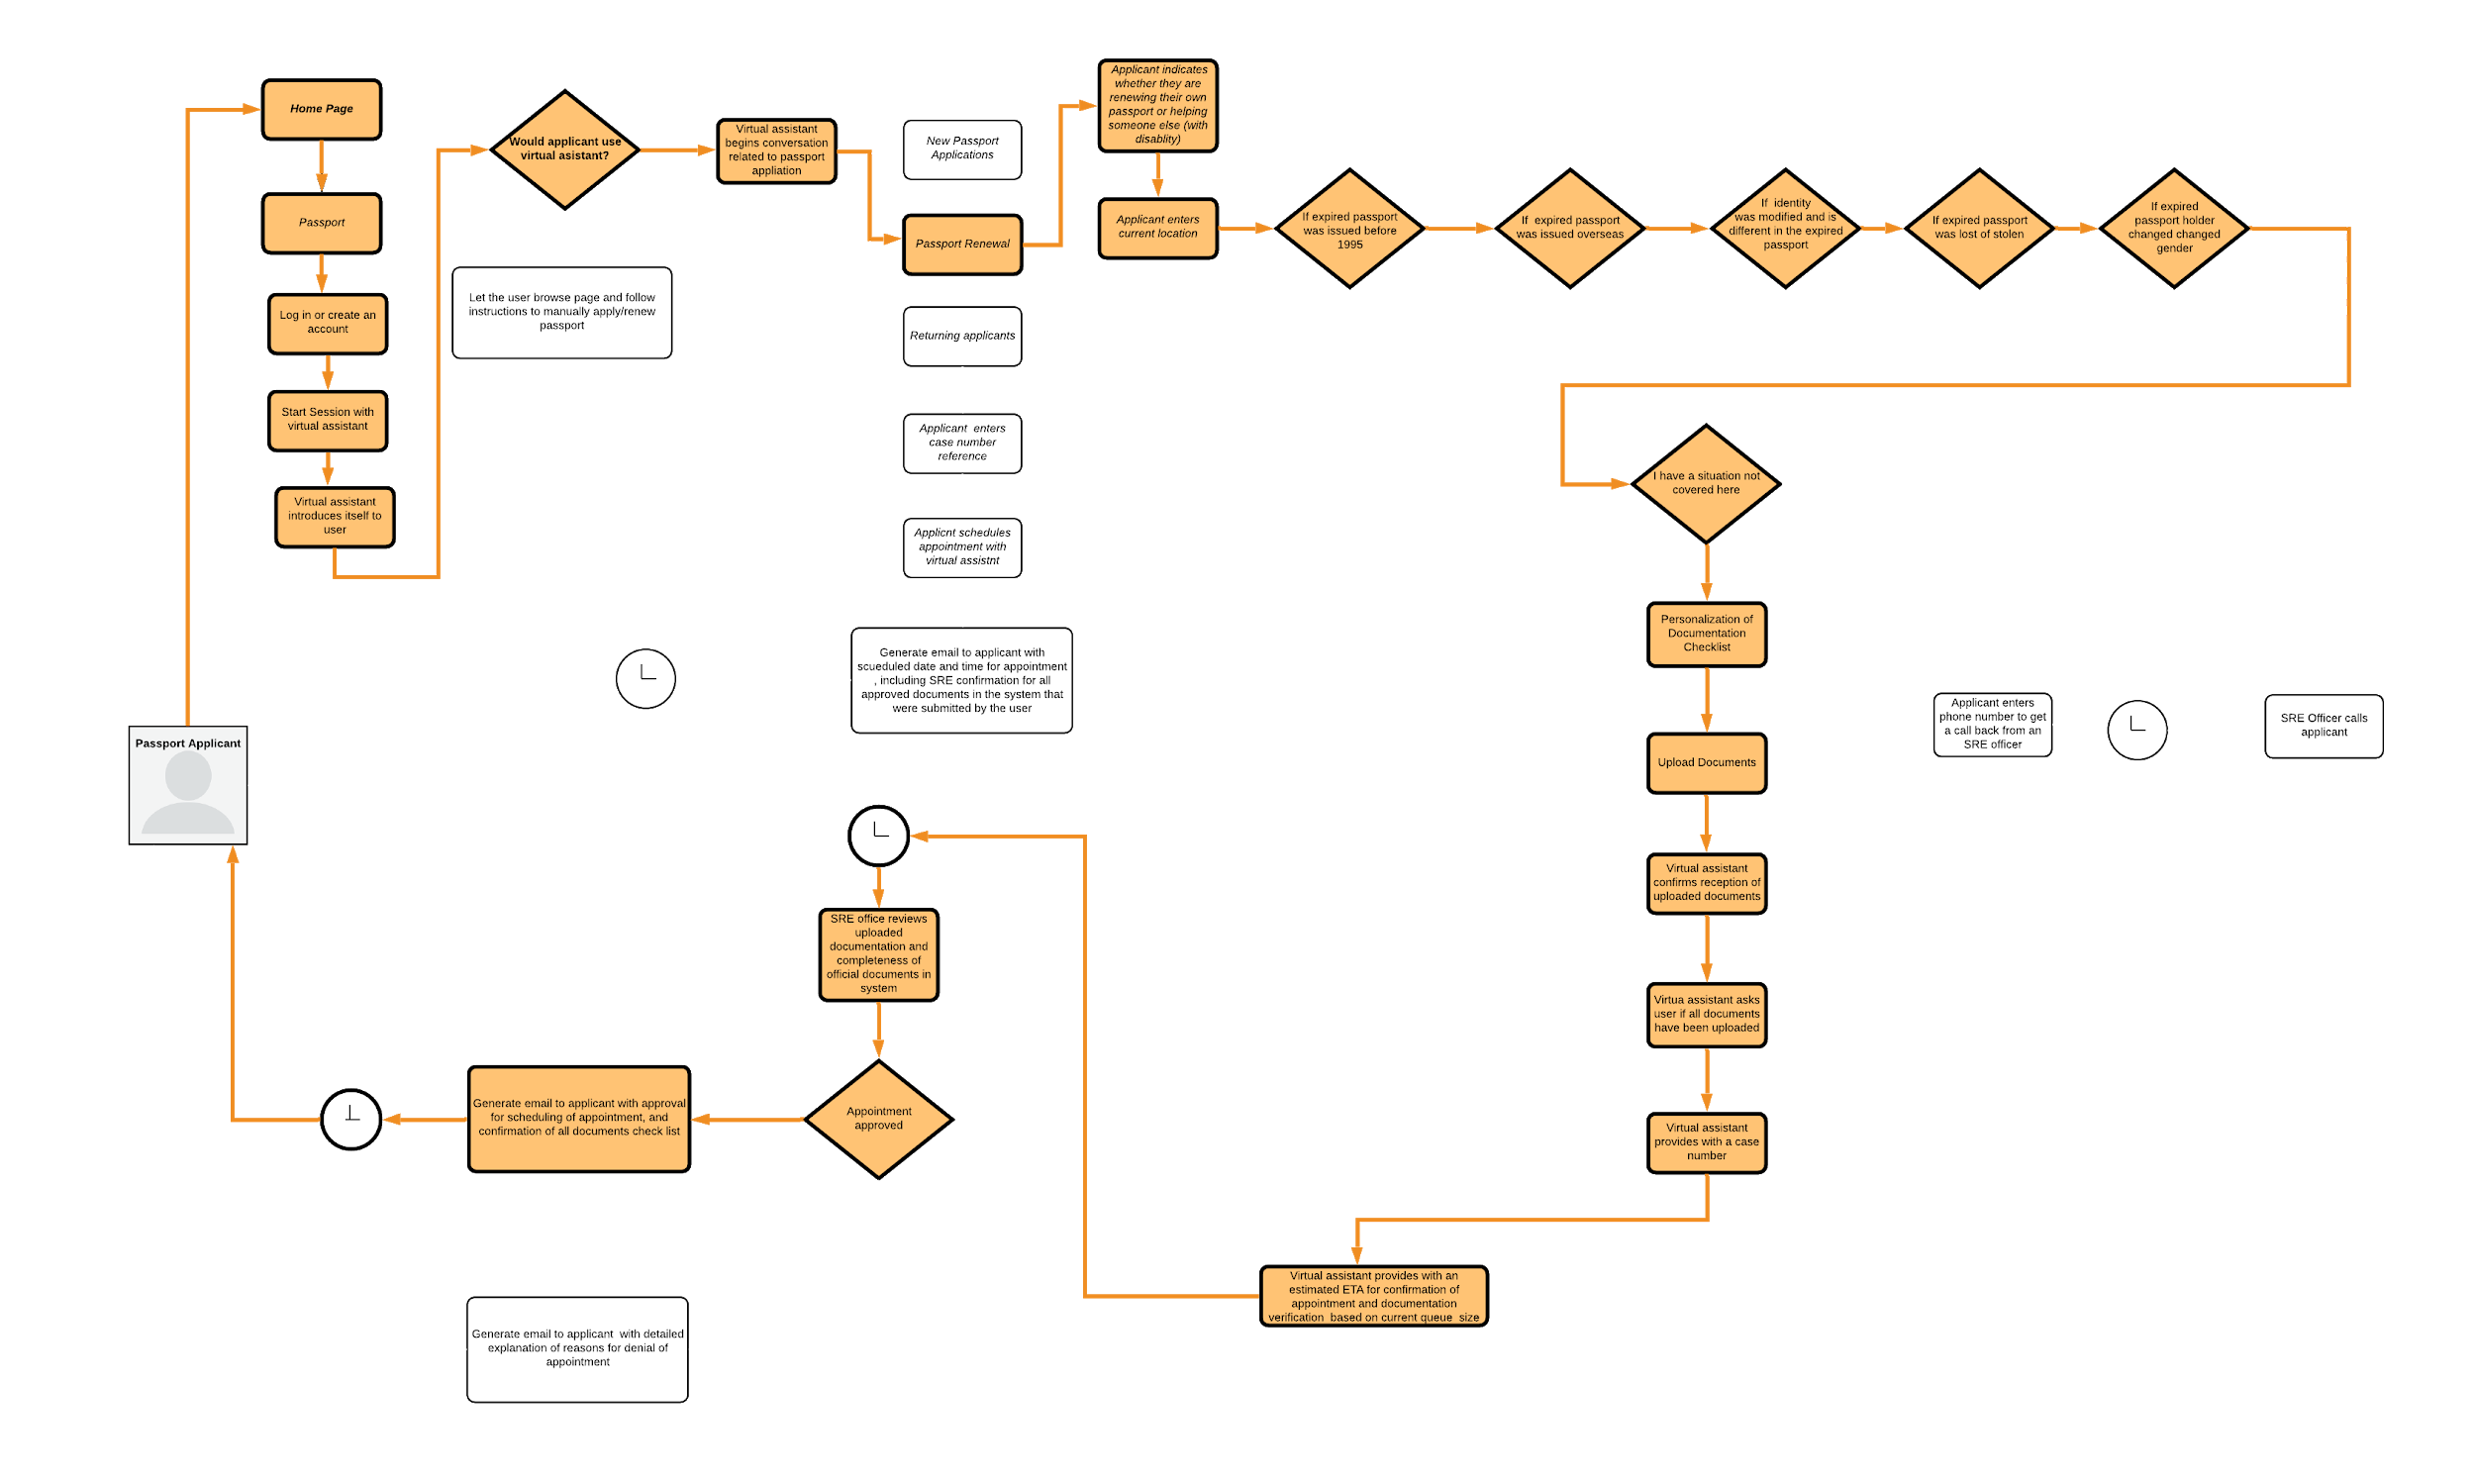 Home Page
Passport
Log in or create an
account
Start Session with
virtual assistant
Virtual assistant
introduces itself to
user
Would applicant use
virtual asistant?
Let the user browse page and follow
instructions to manually apply/renew
passport
Virtual assistant
begins conversation
related to passport
appliation
New Passport
Applications
Passport Renewal
Returning applicants
Applicant  enters
case number
reference
Applicnt schedules
appointment with
virtual assistnt
Generate email to applicant with
scueduled date and time for appointment
, including SRE confirmation for all
approved documents in the system that
were submitted by the user
Applicant indicates
whether they are
renewing their own
passport or helping
someone else (with
disablity)
Applicant enters
current location
If expired passport
was issued before
1995
If  expired passport
was issued overseas
If  identity
was modified and is
different in the expired
passport
If expired passport
was lost of stolen
If expired
passport holder
changed changed
gender
I have a situation not
covered here
Personalization of
Documentation
Checklist
Upload Documents
Virtual assistant
confirms reception of
uploaded documents
Virtua assistant asks
user if all documents
have been uploaded
Virtual assistant
provides with a case
number
Applicant enters
phone number to get
a call back from an
SRE officer
SRE Officer calls
applicant
Virtual assistant provides with an
estimated ETA for confirmation of
appointment and documentation
verification  based on current queue  size
SRE office reviews
uploaded
documentation and
completeness of
official documents in
system
Appointment
approved
Generate email to applicant with approval
for scheduling of appointment, and
confirmation of all documents check list
Generate email to applicant  with detailed
explanation of reasons for denial of
appointment
Passport Applicant